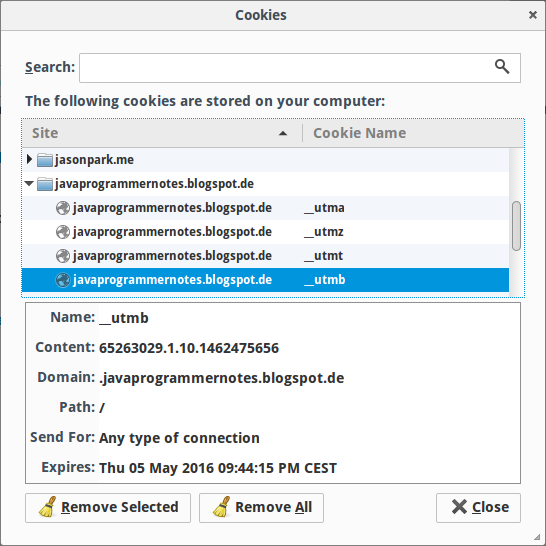 Cookies
Search:
The following cookies are stored on your computer:
Site Cookie Name
jasonpark.me
javaprogrammernotes.blogspot.de
javaprogrammernotes.blogspot.de __utma
javaprogrammernotes.blogspot.de __utmz
javaprogrammernotes.blogspot.de __utmt
javaprogrammernotes.blogspot.de __utmb
Name: __utmb
Content: 65263029.1.10.1462475656
Domain: .javaprogrammernotes.blogspot.de
Path: /
Send For: Any type of connection
Expires: Thu 05 May 2016 09:44:15 PM CEST
Remove Selected Remove All Close